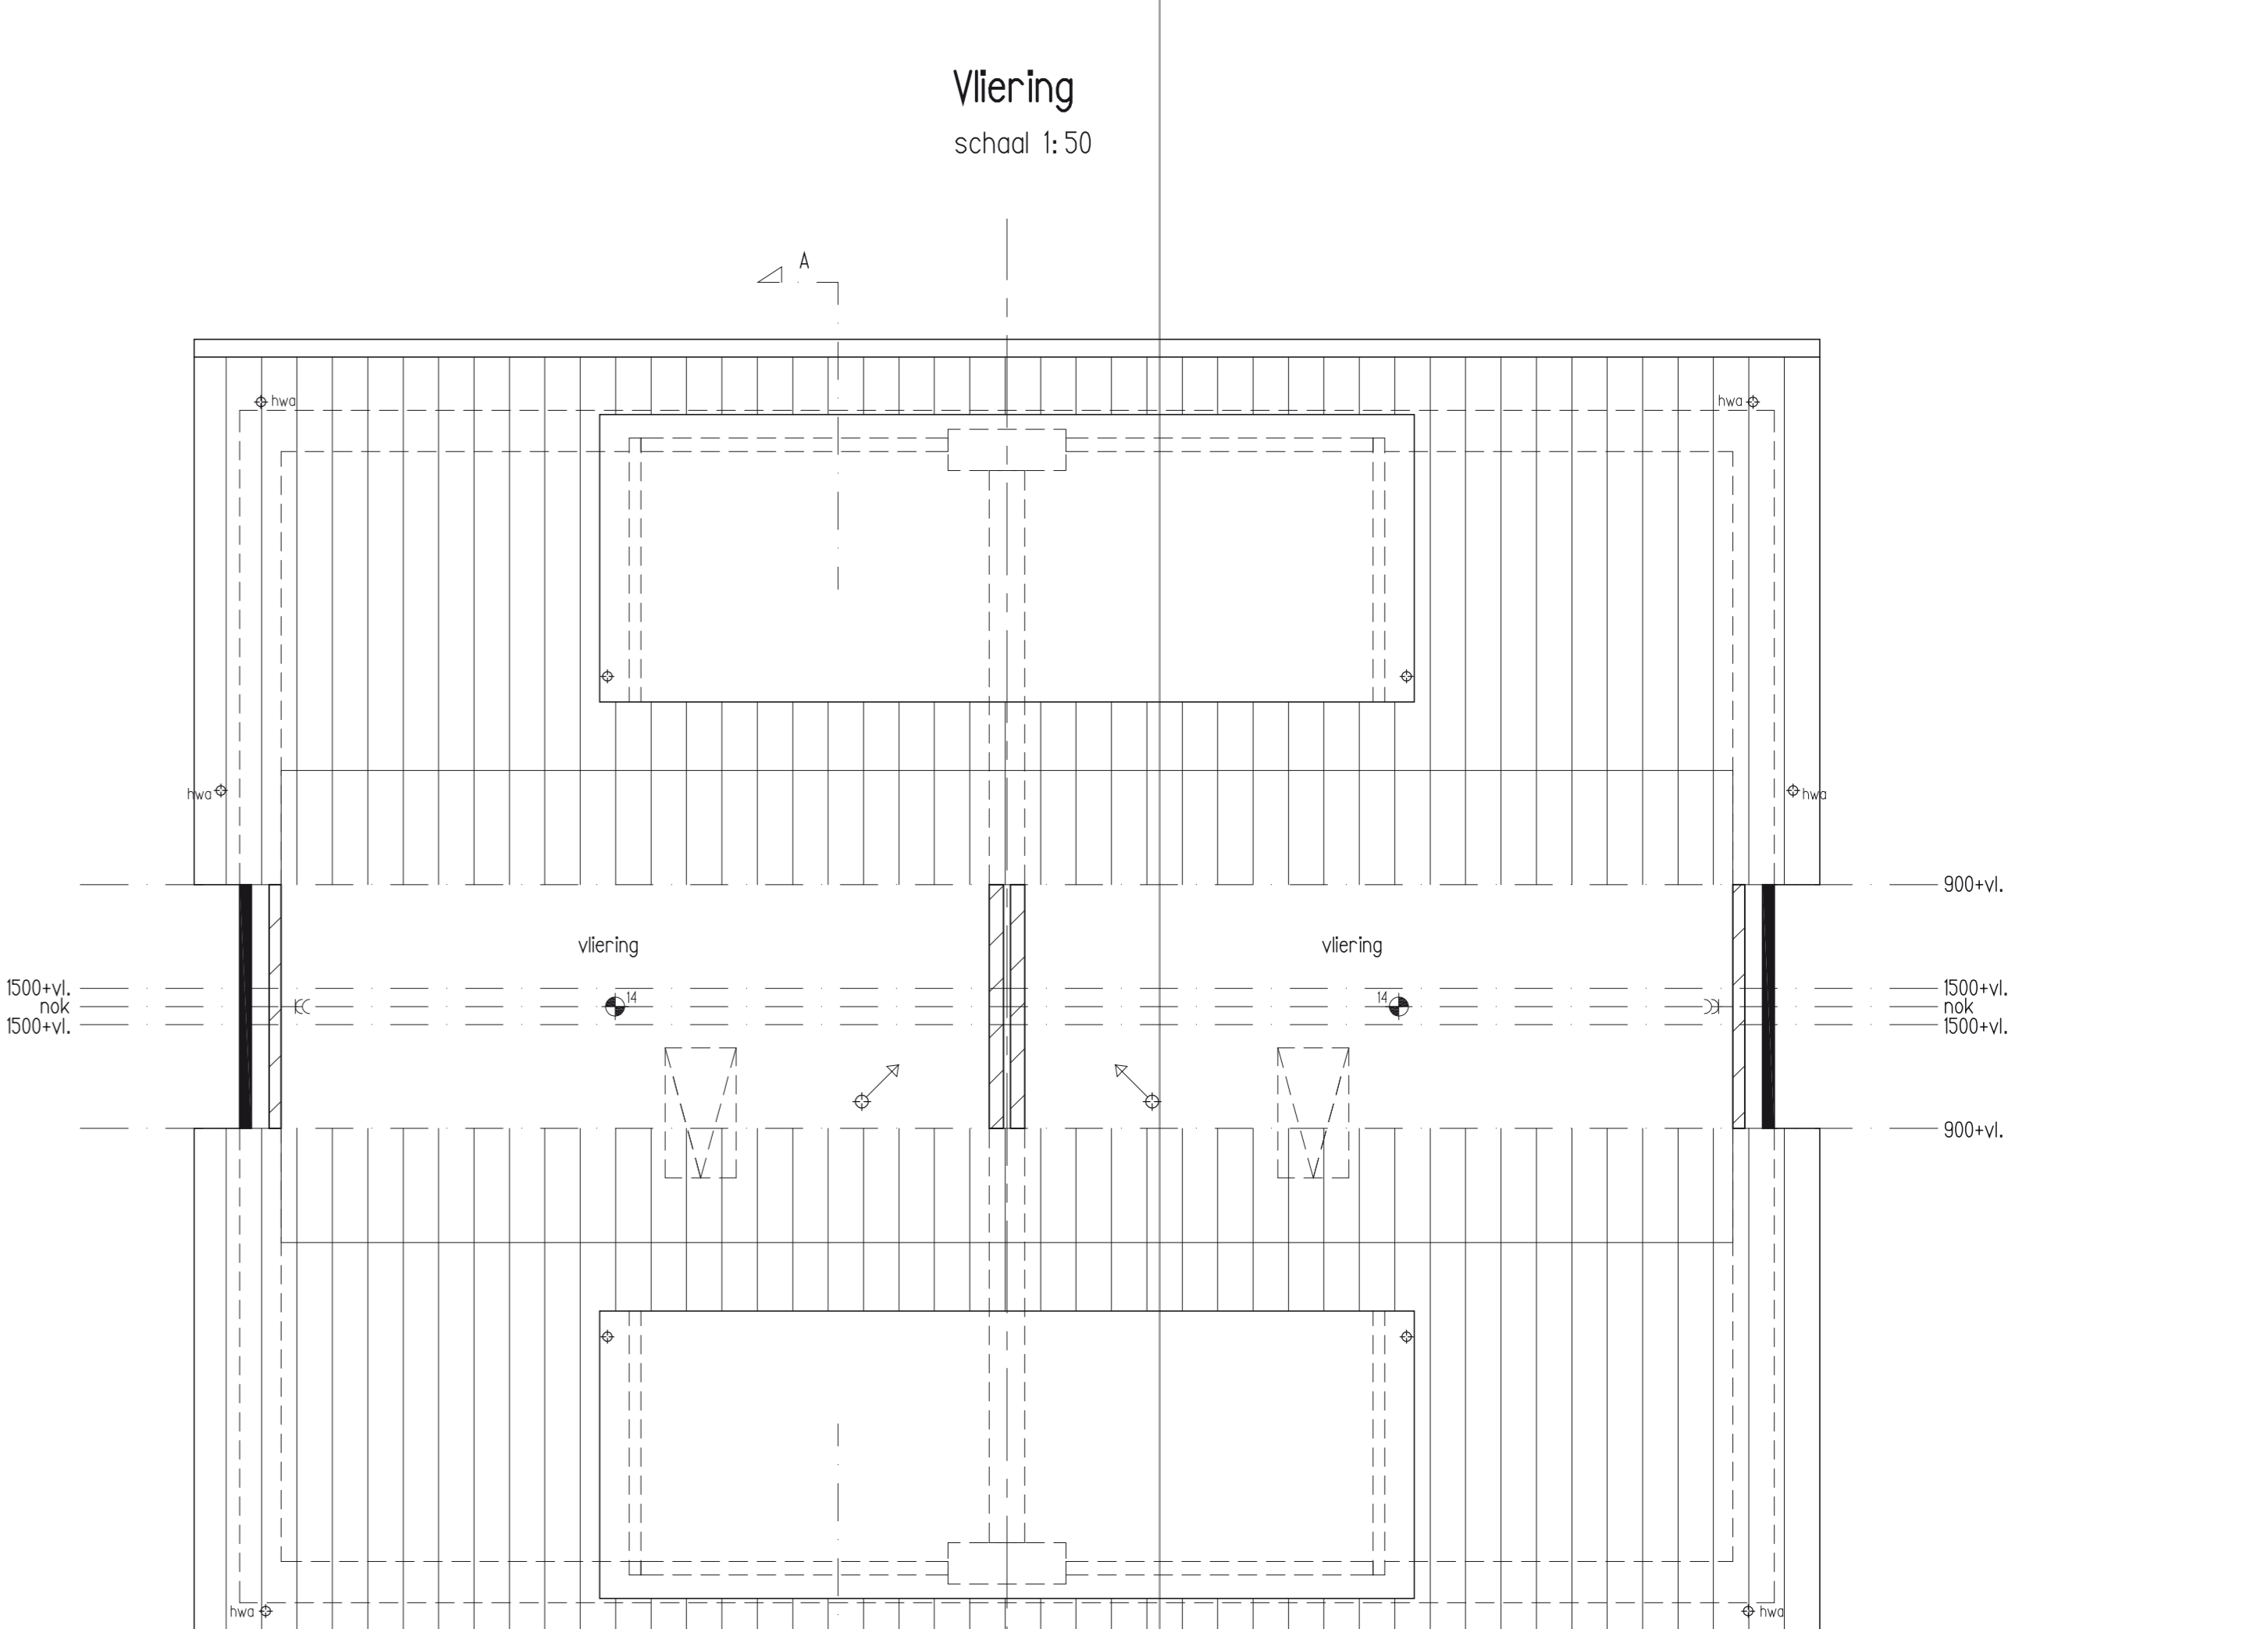 Vliering
schaal 1:50
A
hwa
hwa
hwa
hwa
900+vl.
vliering
vliering
1500+vl.
1500+vl.
14
14
nok
nok
1500+vl.
1500+vl.
900+vl.
hwa
hwa